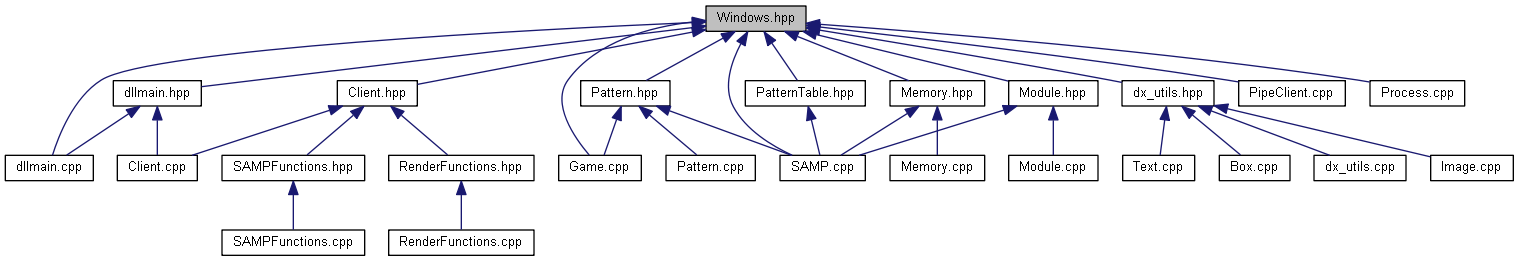 Windows.hpp
dllmain.hpp
Client.hpp
Pattern.hpp
PatternTable.hpp
Memory.hpp
Module.hpp
dx_utils.hpp
PipeClient.cpp
Process.cpp
dllmain.cpp
Client.cpp
SAMPFunctions.hpp
RenderFunctions.hpp
Game.cpp
Pattern.cpp
SAMP.cpp
Memory.cpp
Module.cpp
Text.cpp
Box.cpp
dx_utils.cpp
Image.cpp
SAMPFunctions.cpp
RenderFunctions.cpp